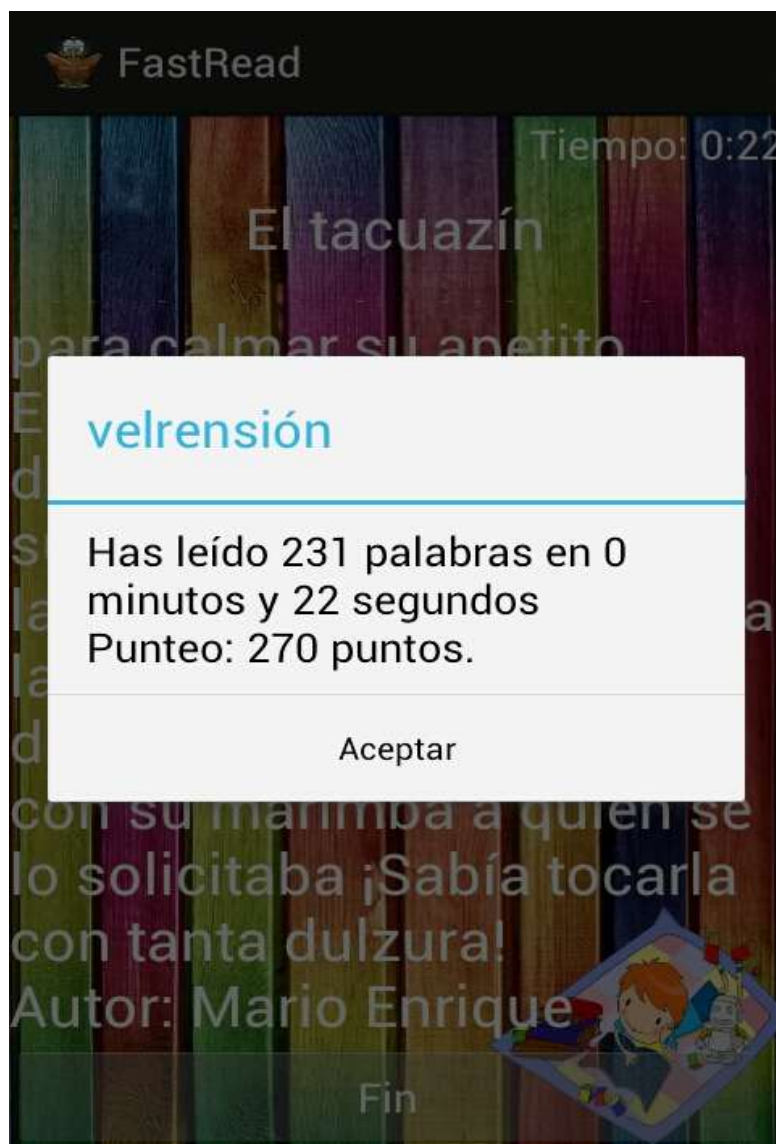 FastRead
Tiempo: 0:22
El tacuazín
para calmar su apetito
velrensión
Has leído 231 palabras en 0
minutos y 22 segundos
Punteo: 270 puntos.
Aceptar
con su marimba a quien se
lo solicitaba ¡Sabía tocarla
con tanta dulzura!
Autor: Mario Enrique
Fin